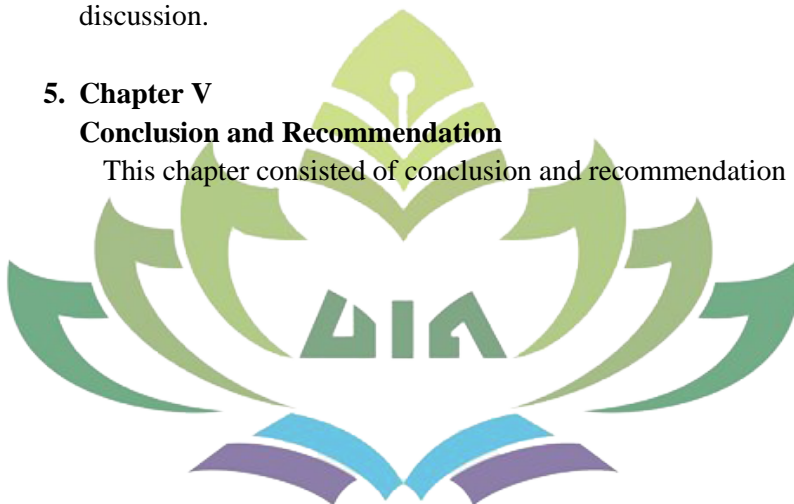 discussion.
5. Chapter V
Conclusion and Recommendation
This chapter consisted of conclusion and recommendation
UIN